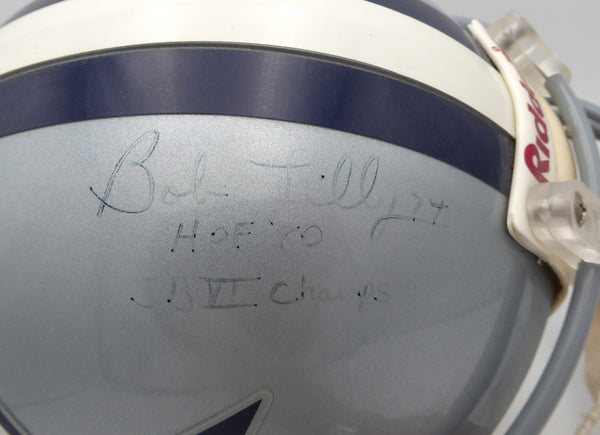 Bob Lilly 74
HOF '80
SB VI Champs
Ridd